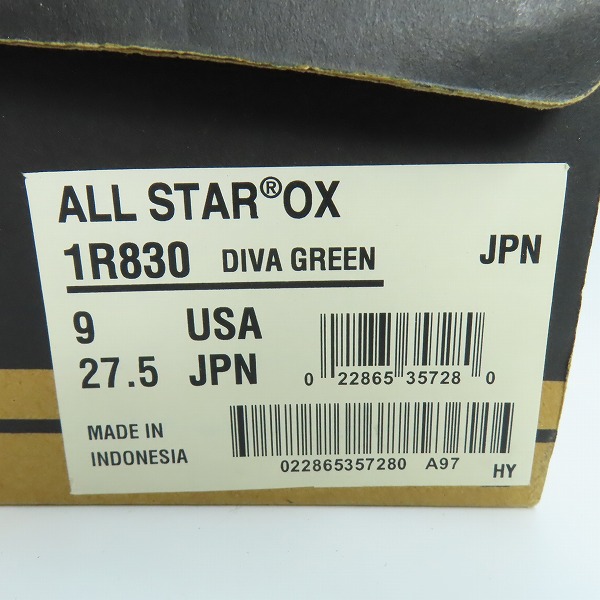 ALL STAR®OX
1R830 DIVA GREEN JPN
9 USA
27.5 JPN
0 22865 35728 0
MADE IN
INDONESIA
022865357280 A97
HY